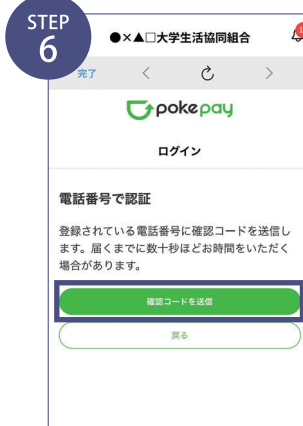 STEP
6
●×▲□大学生活協同組合
1
完了
pokepay
ログイン
電話番号で認証
登録されている電話番号に確認コードを送信し
ます。届くまでに数十秒ほどお時間をいただく
場合があります。
確認コードを送信
戻る